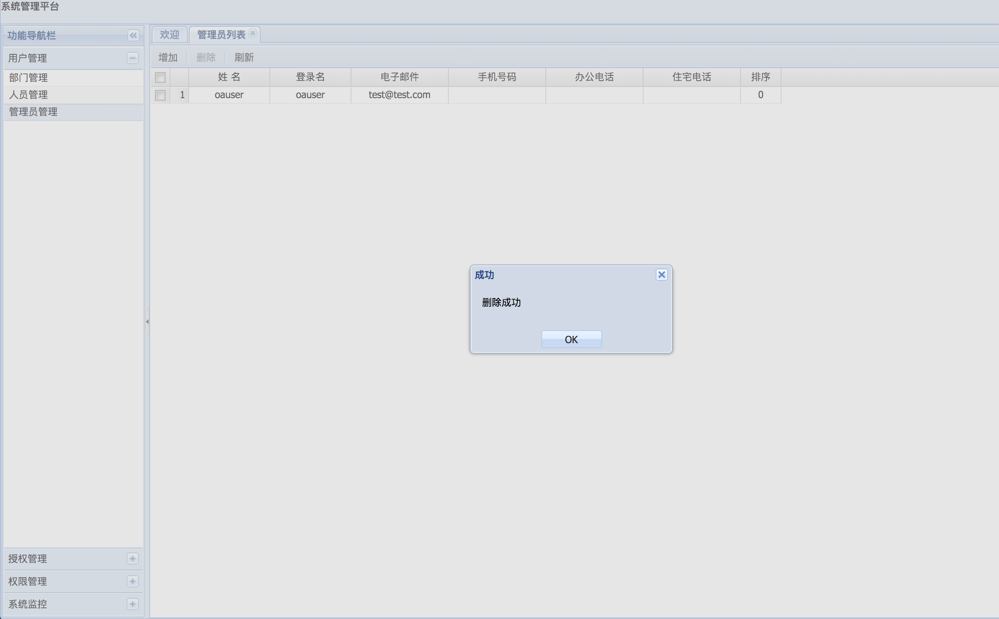 系统管理平台
功能导航栏
用户管理
部门管理
人员管理
管理员管理
授权管理
权限管理
系统监控
欢迎 管理员列表
增加 删除 刷新
姓 名 登录名 电子邮件 手机号码 办公电话 住宅电话 排序
1 oauser oauser test@test.com 0
成功
删除成功
OK